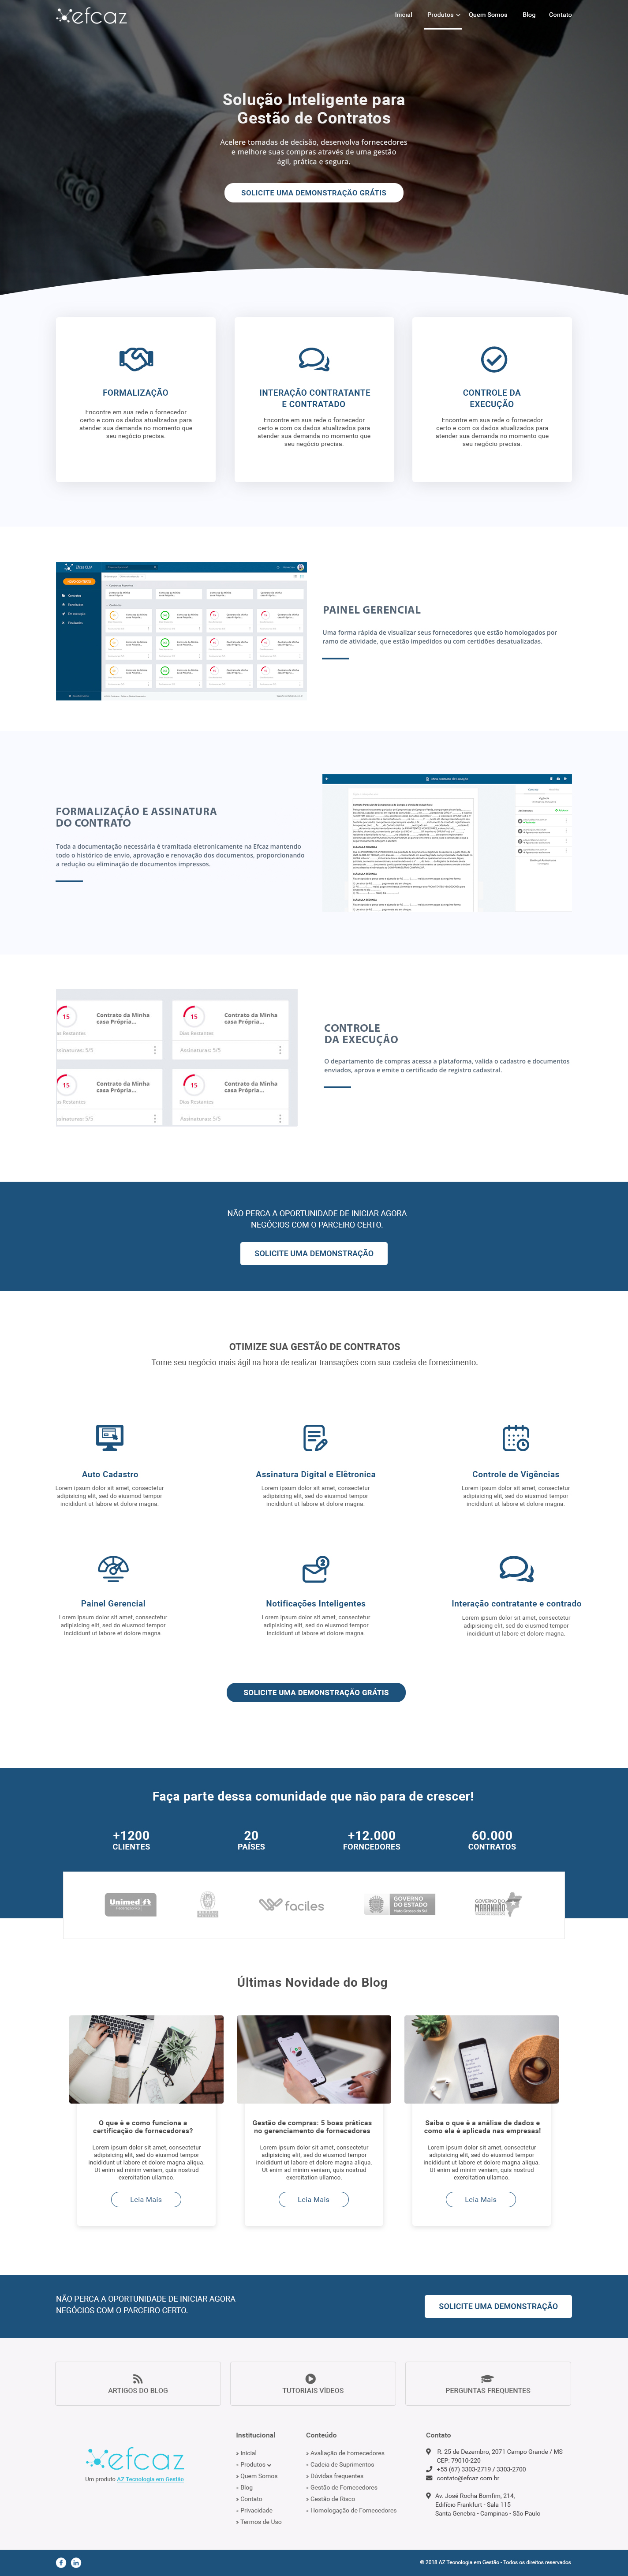 efcaz
Inicial Produtos Quem Somos Blog Contato
Solução Inteligente para
Gestão de Contratos
Acelere tomadas de decisão, desenvolva fornecedores
e melhore suas compras através de uma gestão
ágil, prática e segura.
SOLICITE UMA DEMONSTRAÇÃO GRÁTIS
FORMALIZAÇÃO
Encontre em sua rede o fornecedor
certo e com os dados atualizados para
atender sua demanda no momento que
seu negócio precisa.
INTERAÇÃO CONTRATANTE
E CONTRATADO
Encontre em sua rede o fornecedor
certo e com os dados atualizados para
atender sua demanda no momento que
seu negócio precisa.
CONTROLE DA
EXECUÇÃO
Encontre em sua rede o fornecedor
certo e com os dados atualizados para
atender sua demanda no momento que
seu negócio precisa.
PAINEL GERENCIAL
Uma forma rápida de visualizar seus fornecedores que estão homologados por
ramo de atividade, que estão impedidos ou com certidões desatualizadas.
FORMALIZAÇÃO E ASSINATURA
DO CONTRATO
Toda a documentação necessária é tramitada eletronicamente na Efcaz mantendo
todo o histórico de envio, aprovação e renovação dos documentos, proporcionando
a redução ou eliminação de documentos impressos.
15
Contrato da Minha
casa Própria...
15
Contrato da Minha
casa Própria...
Dias Restantes
Assinaturas: 5/5
Assinaturas: 5/5
15
Contrato da Minha
casa Própria...
15
Contrato da Minha
casa Própria...
Dias Restantes
Assinaturas: 5/5
Assinaturas: 5/5
CONTROLE
DA EXECUÇÃO
O departamento de compras acessa a plataforma, valida o cadastro e documentos
enviados, aprova e emite o certificado de registro cadastral.
NÃO PERCA A OPORTUNIDADE DE INICIAR AGORA
NEGÓCIOS COM O PARCEIRO CERTO.
SOLICITE UMA DEMONSTRAÇÃO
OTIMIZE SUA GESTÃO DE CONTRATOS
Torne seu negócio mais ágil na hora de realizar transações com sua cadeia de fornecimento.
Auto Cadastro
Lorem ipsum dolor sit amet, consectetur
adipisicing elit, sed do eiusmod tempor
incididunt ut labore et dolore magna.
Assinatura Digital e Eletronica
Lorem ipsum dolor sit amet, consectetur
adipisicing elit, sed do eiusmod tempor
incididunt ut labore et dolore magna.
Controle de Vigências
Lorem ipsum dolor sit amet, consectetur
adipisicing elit, sed do eiusmod tempor
incididunt ut labore et dolore magna.
Painel Gerencial
Lorem ipsum dolor sit amet, consectetur
adipisicing elit, sed do eiusmod tempor
incididunt ut labore et dolore magna.
2
Notificações Inteligentes
Lorem ipsum dolor sit amet, consectetur
adipisicing elit, sed do eiusmod tempor
incididunt ut labore et dolore magna.
Interação contratante e contrado
Lorem ipsum dolor sit amet, consectetur
adipisicing elit, sed do eiusmod tempor
incididunt ut labore et dolore magna.
SOLICITE UMA DEMONSTRAÇÃO GRÁTIS
Faça parte dessa comunidade que não para de crescer!
+1200
CLIENTES
20
PAÍSES
+12.000
FORNCEDORES
60.000
CONTRATOS
Unimed
faciles
GOVERNO
DO ESTADO
Mato Grosso do Sul
GOVERNO DO
MARANHÃO
Últimas Novidade do Blog
O que é e como funciona a
certificação de fornecedores?
Lorem ipsum dolor sit amet, consectetur
adipisicing elit, sed do eiusmod tempor
incididunt ut labore et dolore magna aliqua.
Ut enim ad minim veniam, quis nostrud
exercitation ullamco.
Leia Mais
Gestão de compras: 5 boas práticas
no gerenciamento de fornecedores
Lorem ipsum dolor sit amet, consectetur
adipisicing elit, sed do eiusmod tempor
incididunt ut labore et dolore magna aliqua.
Ut enim ad minim veniam, quis nostrud
exercitation ullamco.
Leia Mais
Saiba o que é a análise de dados e
como ela é aplicada nas empresas!
Lorem ipsum dolor sit amet, consectetur
adipisicing elit, sed do eiusmod tempor
incididunt ut labore et dolore magna aliqua.
Ut enim ad minim veniam, quis nostrud
exercitation ullamco.
Leia Mais
NÃO PERCA A OPORTUNIDADE DE INICIAR AGORA
NEGÓCIOS COM O PARCEIRO CERTO.
SOLICITE UMA DEMONSTRAÇÃO
ARTIGOS DO BLOG
TUTORIAIS VÍDEOS
PERGUNTAS FREQUENTES
efcaz
Um produto AZ Tecnologia em Gestão
Institucional
» Inicial
» Produtos
» Quem Somos
» Blog
» Contato
» Privacidade
» Termos de Uso
Conteúdo
» Avaliação de Fornecedores
» Cadeia de Suprimentos
» Dúvidas frequentes
» Gestão de Fornecedores
» Gestão de Risco
» Homologação de Fornecedores
Contato
R. 25 de Dezembro, 2071 Campo Grande / MS
CEP: 79010-220
+55 (67) 3303-2719 / 3303-2700
contato@efcaz.com.br
Av. José Rocha Bomfim, 214,
Edifício Frankfurt - Sala 115
Santa Genebra - Campinas - São Paulo
© 2018 AZ Tecnologia em Gestão - Todos os direitos reservados